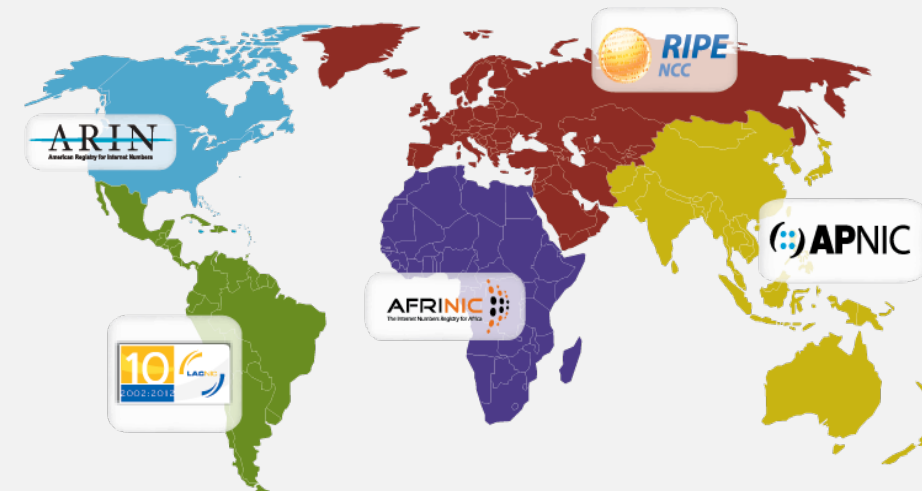 RIPE
NCC
ARIN
American Registry for Internet Numbers
APNIC
AFRINIC
The Internet Numbers Registry for Africa
10
LACNIC
2002:2012